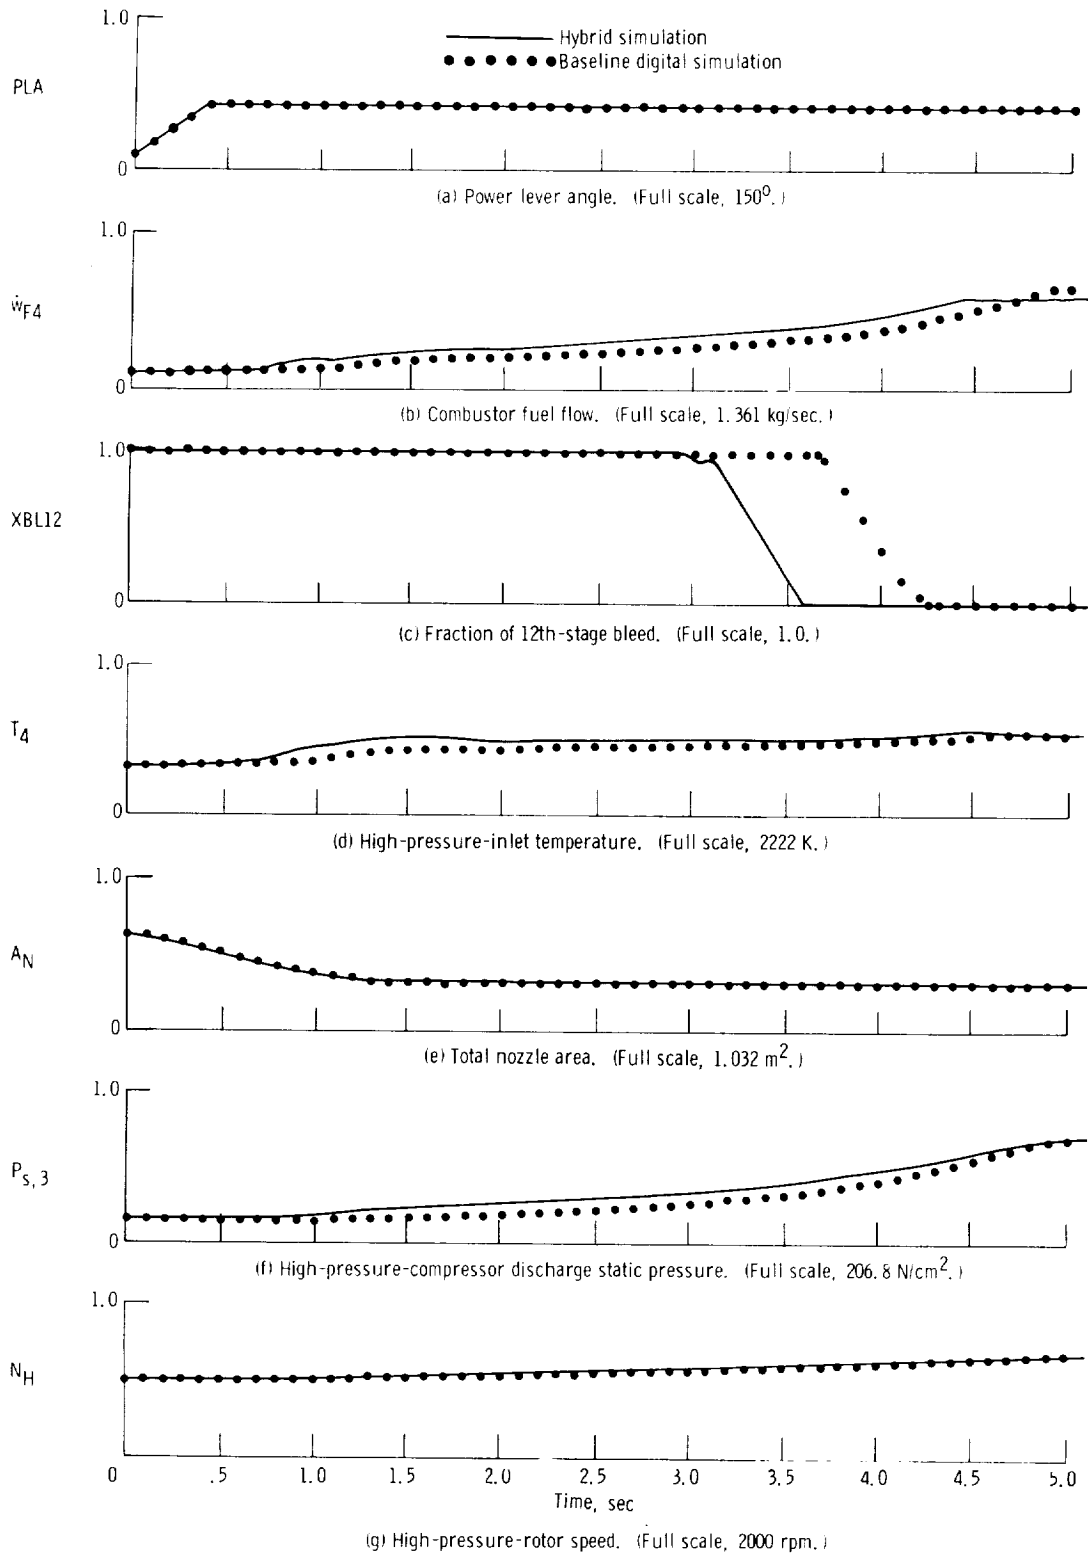 1.0
Hybrid simulation
Baseline digital simulation
PLA
0
(a) Power lever angle. (Full scale, 150⁰.)
1.0
ẇF4
0
(b) Combustor fuel flow. (Full scale, 1.361 kg/sec.)
1.0
XBL12
0
(c) Fraction of 12th-stage bleed. (Full scale, 1.0.)
1.0
T4
0
(d) High-pressure-inlet temperature. (Full scale, 2222 K.)
1.0
AN
0
(e) Total nozzle area. (Full scale, 1.032 m².)
1.0
Ps,3
0
(f) High-pressure-compressor discharge static pressure. (Full scale, 206.8 N/cm².)
1.0
NH
0 .5 1.0 1.5 2.0 2.5 3.0 3.5 4.0 4.5 5.0
Time, sec
(g) High-pressure-rotor speed. (Full scale, 2000 rpm.)